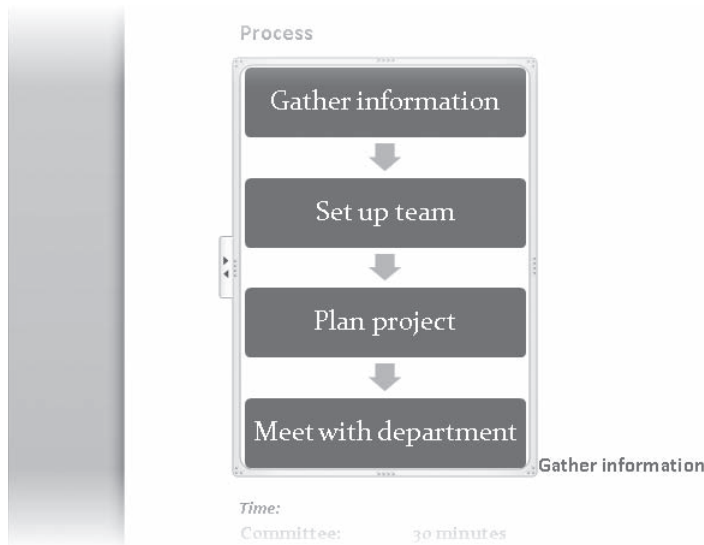 Process
Gather information
Set up team
Plan project
Meet with department
Gather information
Time:
Committee: 30 minutes